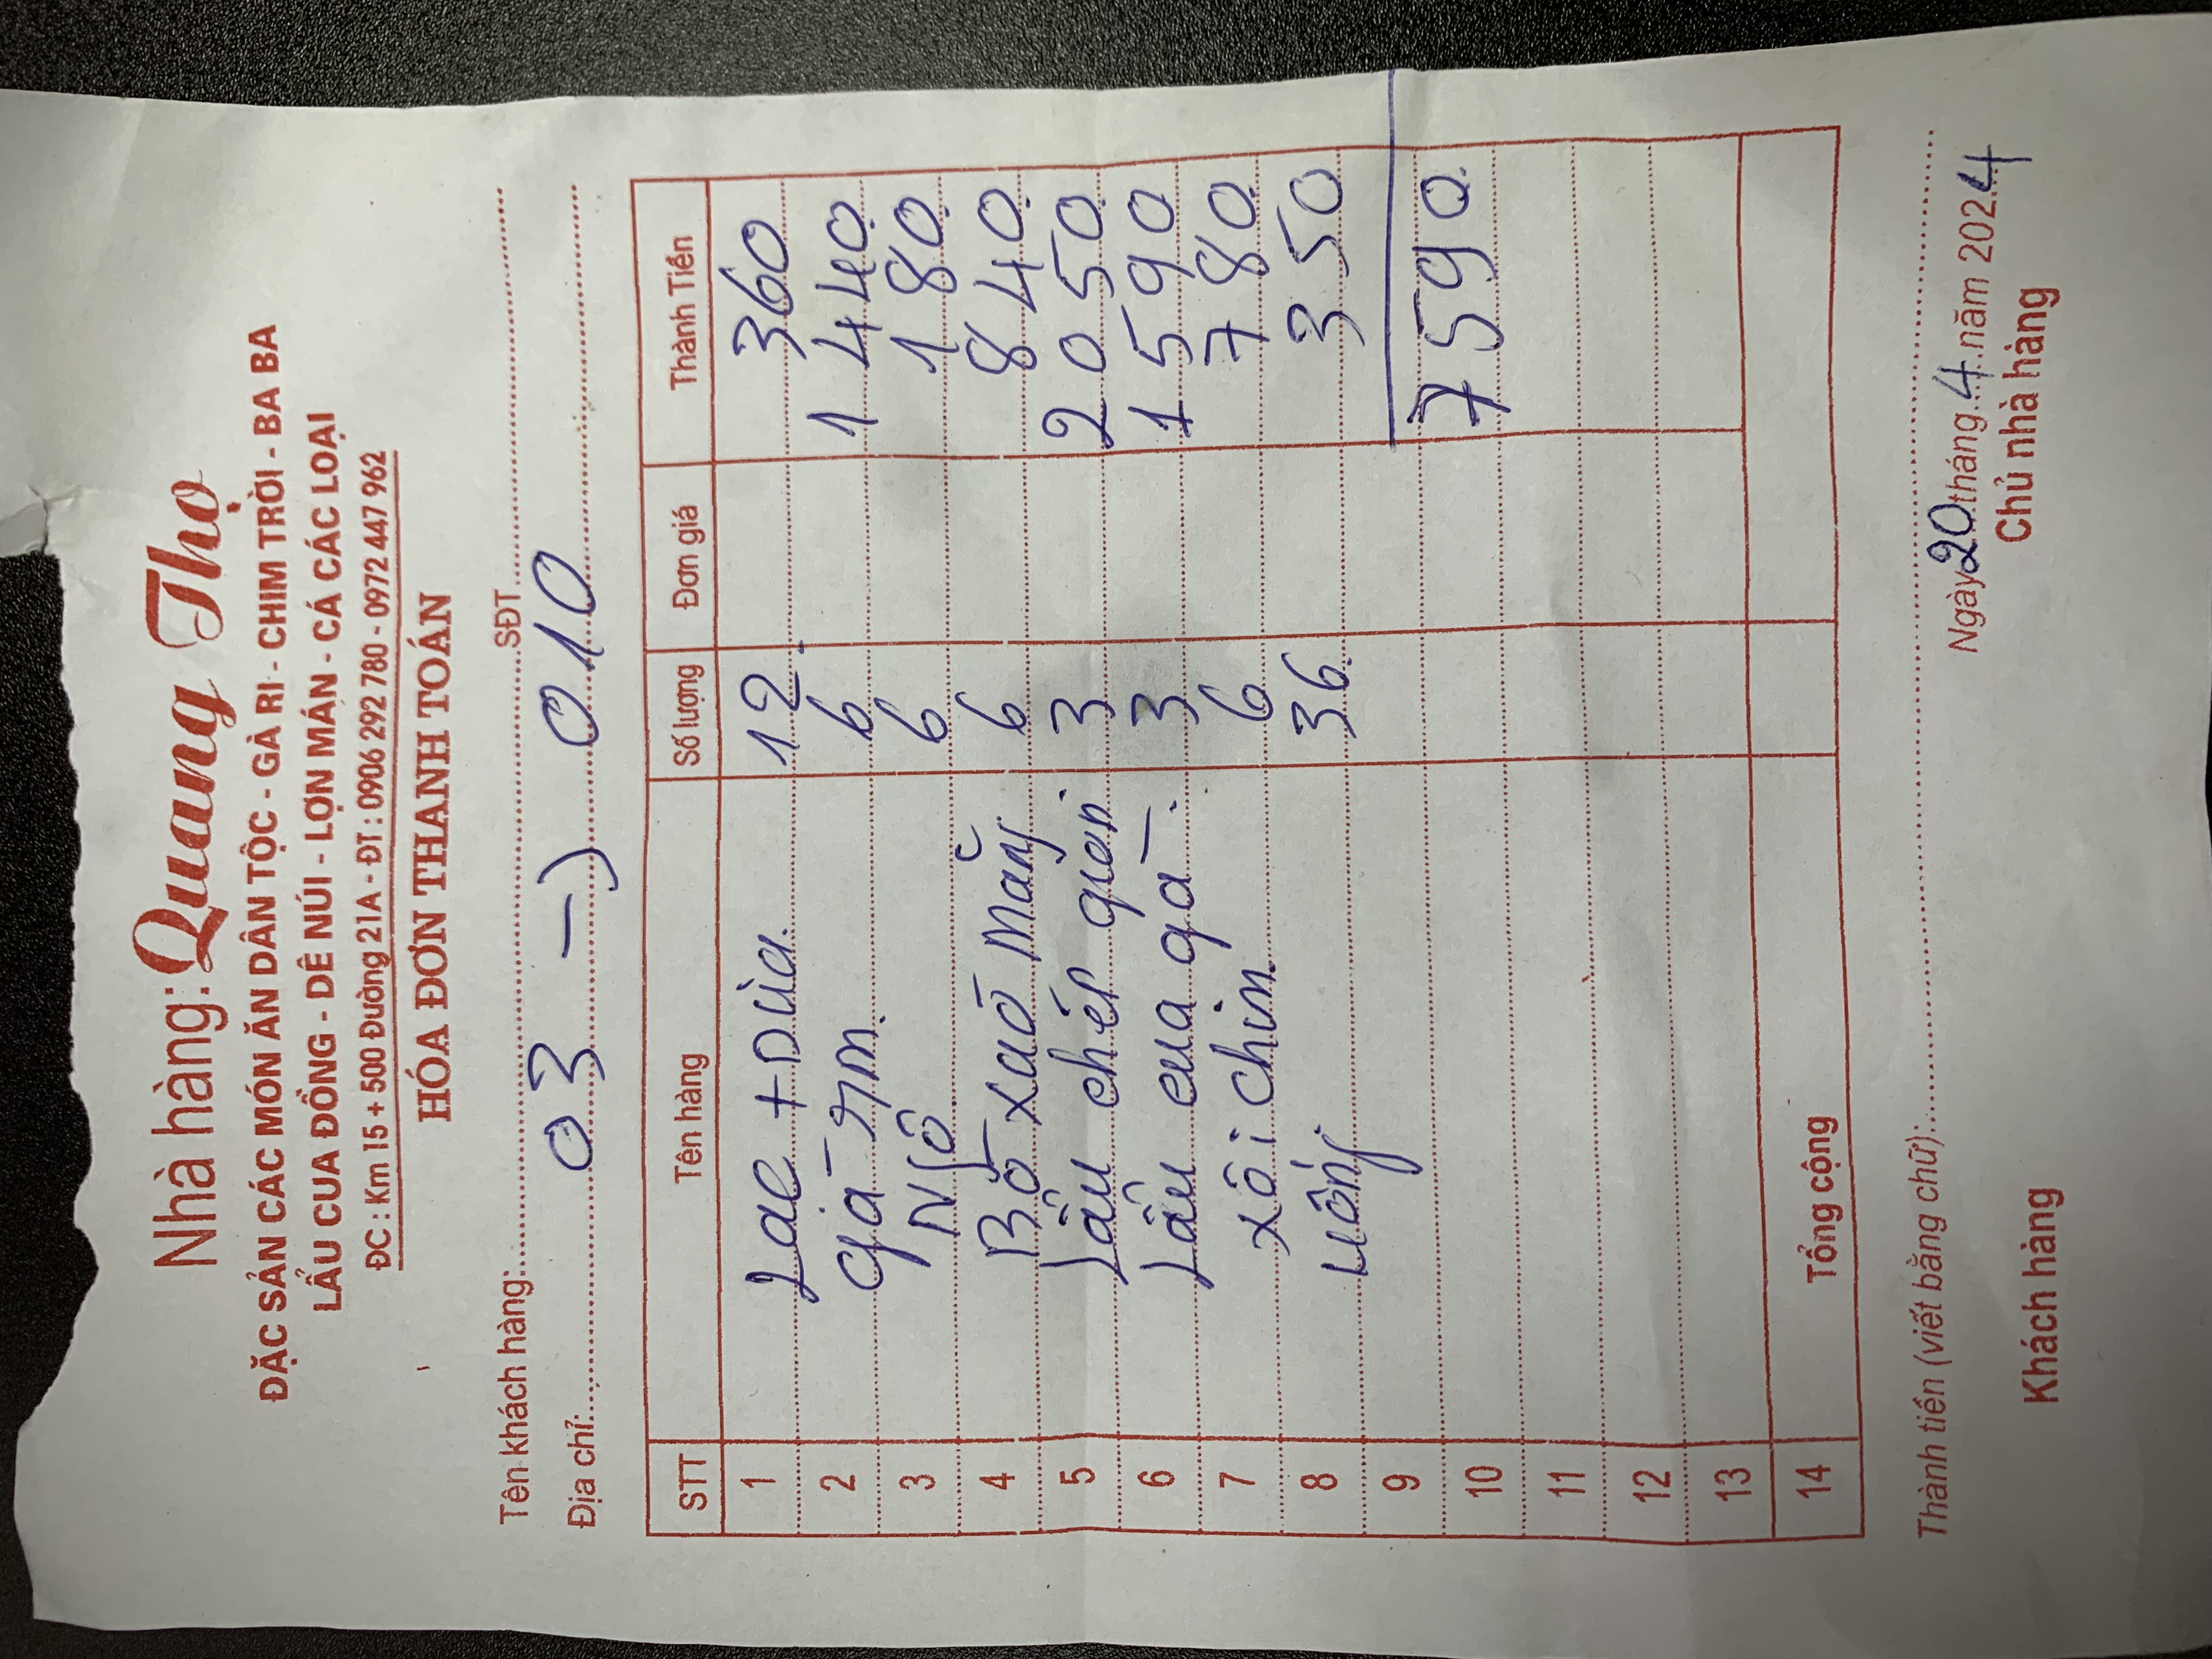 Nhà hàng: Quang Thọ
ĐẶC SẢN CÁC MÓN ĂN DÂN TỘC - GÀ RI - CHIM TRỜI - BA BA
LẨU CUA ĐỒNG - DÊ NÚI - LỢN MÁN - CÁ CÁC LOẠI
ĐC : Km 15 + 500 Đường 21A - ĐT : 0906 292 780 - 0972 447 962
HÓA ĐƠN THANH TOÁN
Tên khách hàng: SĐT
Địa chỉ: 03 -> 010
STT Tên hàng Số lượng Đơn giá Thành Tiền
1 Lạc + Dừa 12 360
2 gà 6 1 440
3 Ngô 6 180
4 Bò xào Măng 6 840
5 Lẩu chép giòn 3 2050
6 Lẩu cua gà 3 1590
7 xôi chim 6 780
8 uống 36 350
9
7590
10
11
12
13
14 Tổng cộng
Thành tiền (viết bằng chữ):
Ngày 20 tháng 4 năm 2024
Khách hàng Chủ nhà hàng